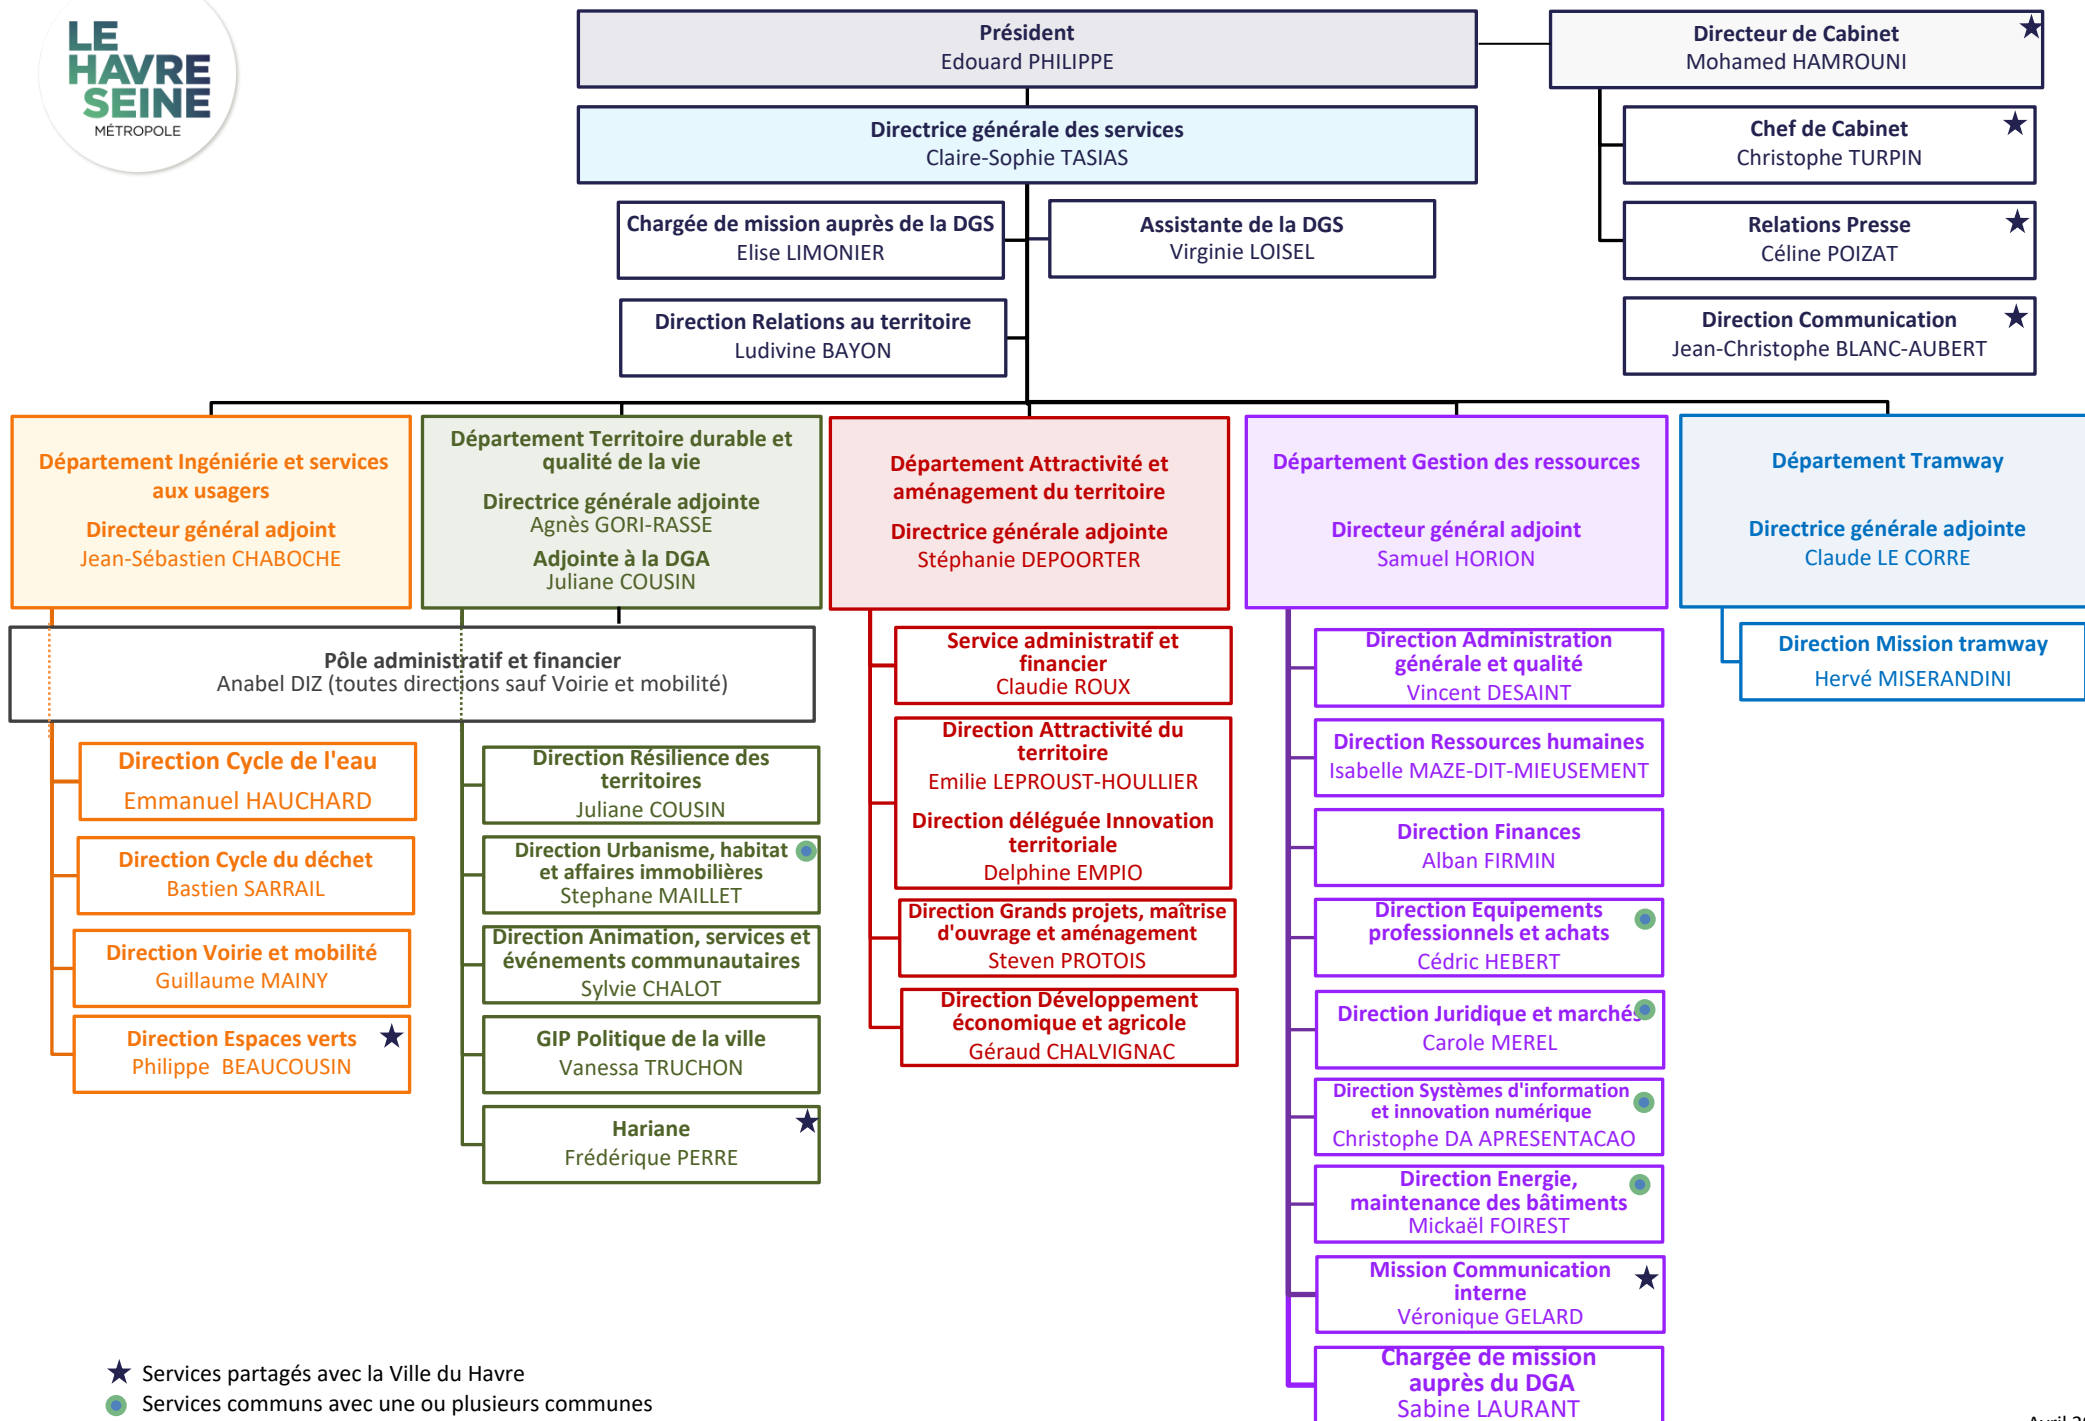 LE
HAVRE
SEINE
MÉTROPOLE
Président
Edouard PHILIPPE
Directeur de Cabinet
Mohamed HAMROUNI
Directrice générale des services
Claire-Sophie TASIAS
Chef de Cabinet
Christophe TURPIN
Chargée de mission auprès de la DGS
Elise LIMONIER
Assistante de la DGS
Virginie LOISEL
Relations Presse
Céline POIZAT
Direction Relations au territoire
Ludivine BAYON
Direction Communication
Jean-Christophe BLANC-AUBERT
Département Ingéniérie et services
aux usagers
Directeur général adjoint
Jean-Sébastien CHABOCHE
Département Territoire durable et
qualité de la vie
Directrice générale adjointe
Agnès GORI-RASSE
Adjointe à la DGA
Juliane COUSIN
Département Attractivité et
aménagement du territoire
Directrice générale adjointe
Stéphanie DEPOORTER
Département Gestion des ressources
Directeur général adjoint
Samuel HORION
Département Tramway
Directrice générale adjointe
Claude LE CORRE
Pôle administratif et financier
Anabel DIZ (toutes directions sauf Voirie et mobilité)
Direction Cycle de l'eau
Emmanuel HAUCHARD
Direction Cycle du déchet
Bastien SARRAIL
Direction Voirie et mobilité
Guillaume MAINY
Direction Espaces verts
Philippe BEAUCOUSIN
Direction Résilience des
territoires
Juliane COUSIN
Direction Urbanisme, habitat
et affaires immobilières
Stephane MAILLET
Direction Animation, services et
événements communautaires
Sylvie CHALOT
GIP Politique de la ville
Vanessa TRUCHON
Hariane
Frédérique PERRE
Service administratif et
financier
Claudie ROUX
Direction Attractivité du
territoire
Emilie LEPROUST-HOULLIER
Direction déléguée Innovation
territoriale
Delphine EMPIO
Direction Grands projets, maîtrise
d'ouvrage et aménagement
Steven PROTOIS
Direction Développement
économique et agricole
Géraud CHALVIGNAC
Direction Administration
générale et qualité
Vincent DESAINT
Direction Ressources humaines
Isabelle MAZE-DIT-MIEUSEMENT
Direction Finances
Alban FIRMIN
Direction Equipements
professionnels et achats
Cédric HEBERT
Direction Juridique et marchés
Carole MEREL
Direction Systèmes d'information
et innovation numérique
Christophe DA APRESENTACAO
Direction Energie,
maintenance des bâtiments
Mickaël FOIREST
Mission Communication
interne
Véronique GELARD
Chargée de mission
auprès du DGA
Sabine LAURANT
Direction Mission tramway
Hervé MISERANDINI
Services partagés avec la Ville du Havre
Services communs avec une ou plusieurs communes
Avril